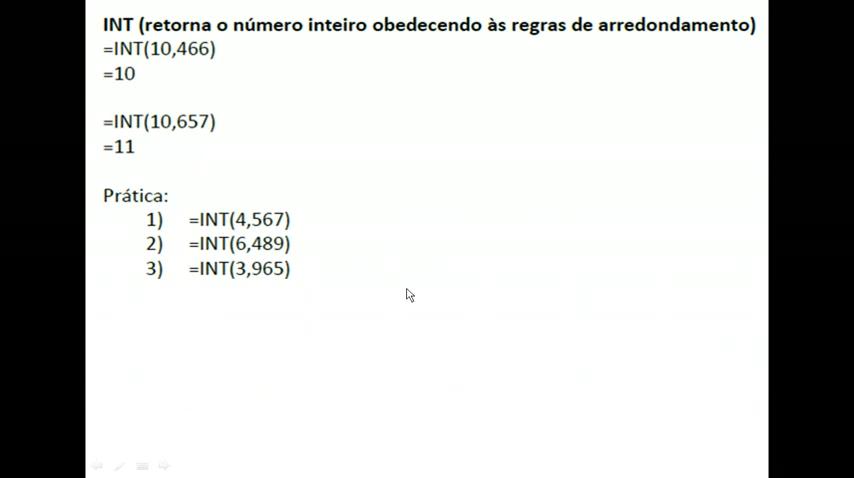 INT (retorna o número inteiro obedecendo às regras de arredondamento)
=INT(10,466)
=10
=INT(10,657)
=11
Prática:
1) =INT(4,567)
2) =INT(6,489)
3) =INT(3,965)